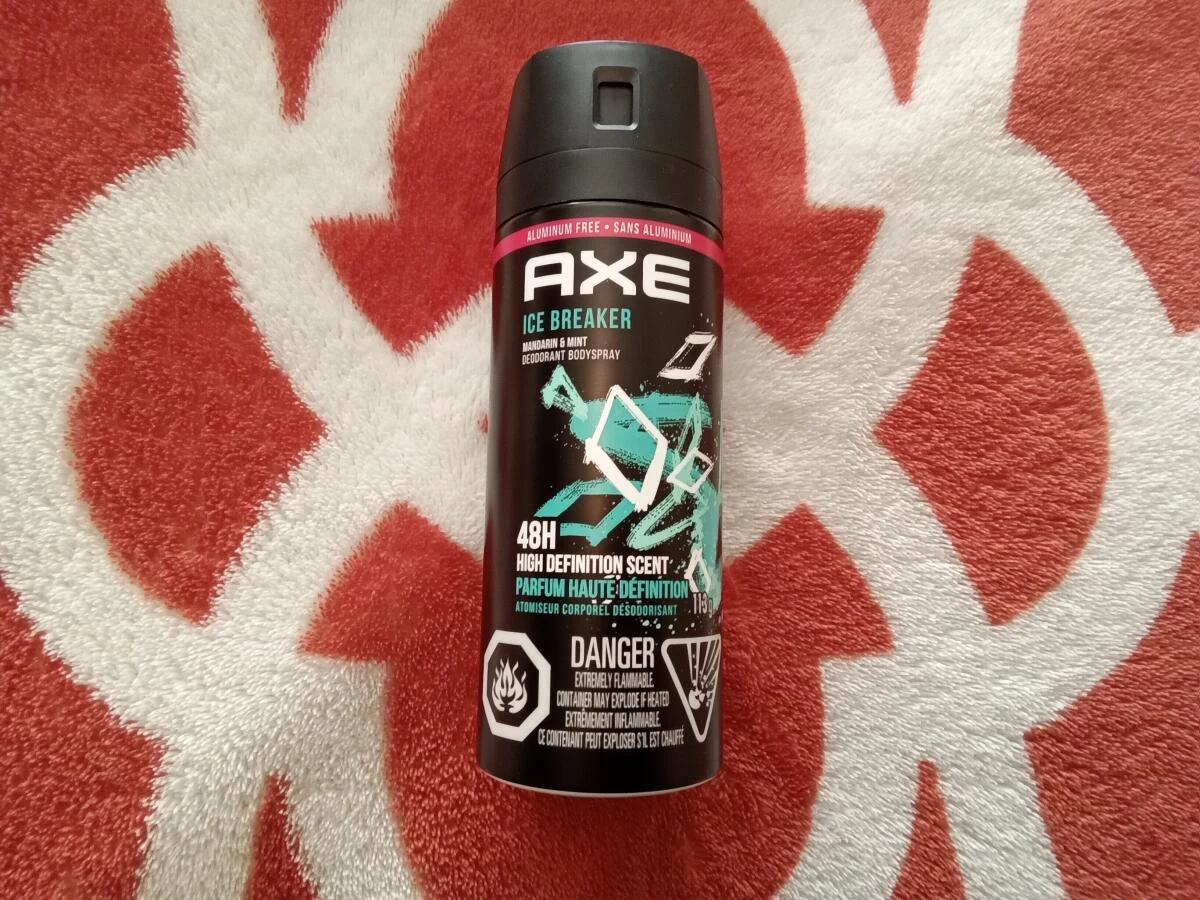 ALUMINUM FREE • SANS ALUMINIUM
AXE
ICE BREAKER
MANDARIN & MINT
DEODORANT BODYSPRAY
48H
HIGH DEFINITION SCENT
PARFUM HAUTE DÉFINITION
ATOMISEUR CORPOREL DÉSODORISANT
113 g
DANGER
EXTREMELY FLAMMABLE.
CONTAINER MAY EXPLODE IF HEATED
EXTRÊMEMENT INFLAMMABLE.
CE CONTENANT PEUT EXPLOSER S'IL EST CHAUFFÉ